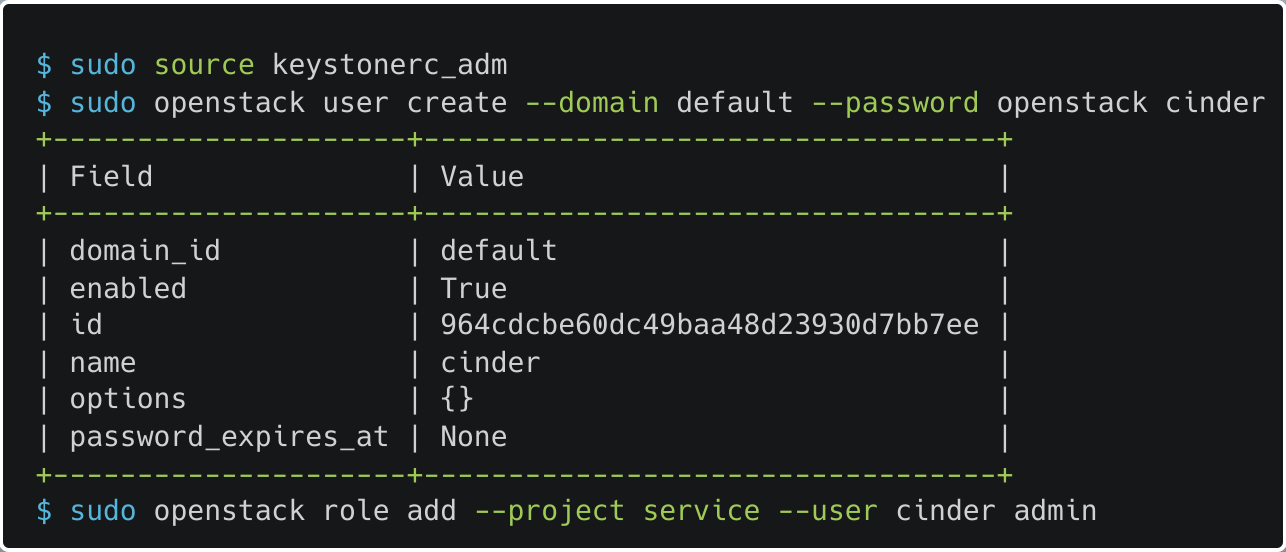 $ sudo source keystonerc_adm
$ sudo openstack user create --domain default --password openstack cinder
+---------------------+----------------------------------+
| Field               | Value                            |
+---------------------+----------------------------------+
| domain_id           | default                          |
| enabled             | True                             |
| id                  | 964cdcbe60dc49baa48d23930d7bb7ee |
| name                | cinder                           |
| options             | {}                               |
| password_expires_at | None                             |
+---------------------+----------------------------------+
$ sudo openstack role add --project service --user cinder admin